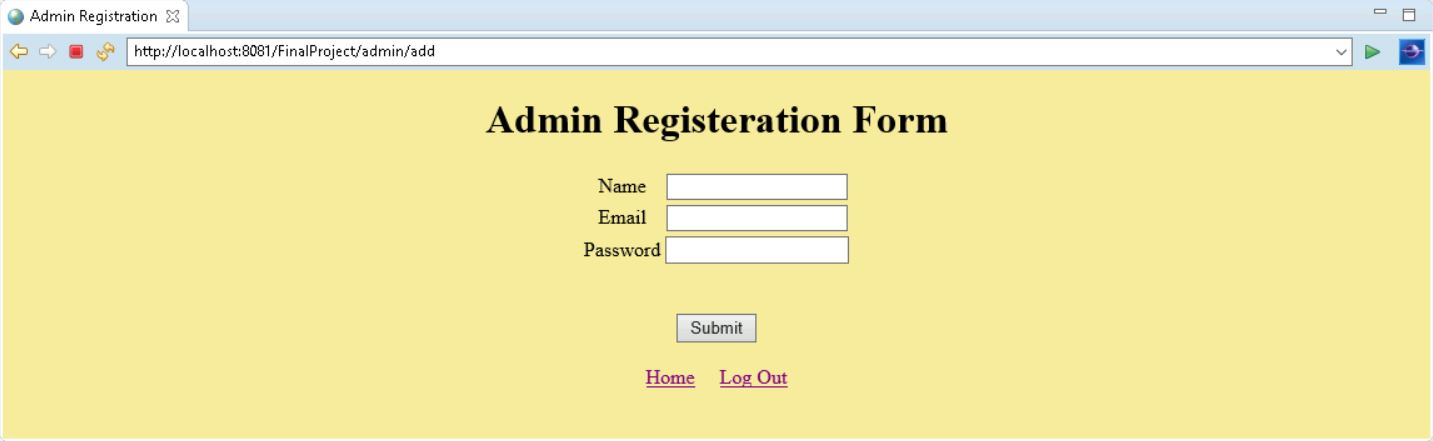 Admin Registration
http://localhost:8081/FinalProject/admin/add
Admin Registeration Form
Name
Email
Password
Submit
Home Log Out